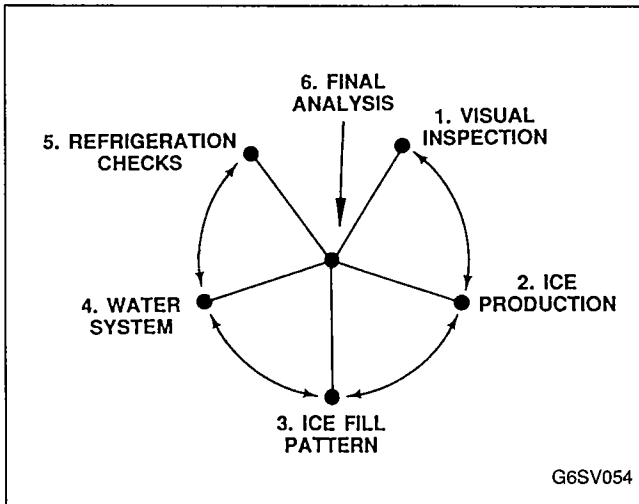 6. FINAL
ANALYSIS
1. VISUAL
INSPECTION
2. ICE
PRODUCTION
3. ICE FILL
PATTERN
4. WATER
SYSTEM
5. REFRIGERATION
CHECKS
G6SV054